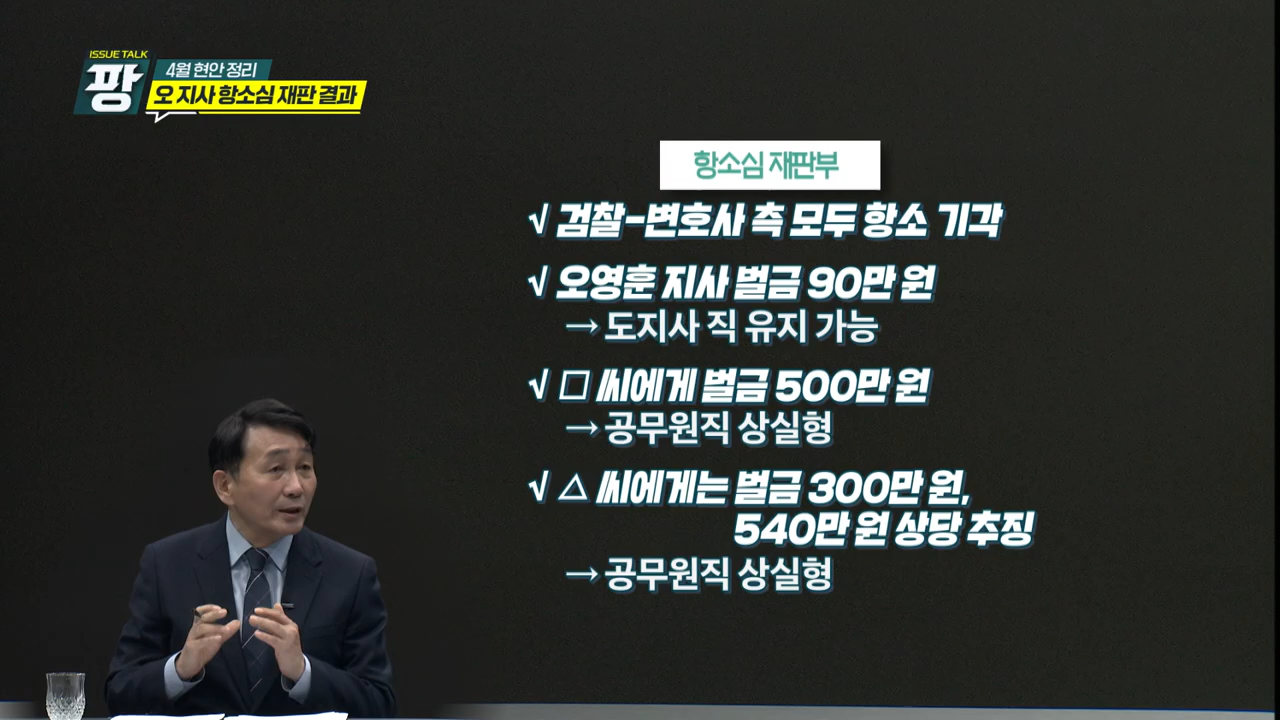 ISSUE TALK
팡
4월 현안 정리
오 지사 항소심 재판 결과
항소심 재판부
√ 검찰-변호사 측 모두 항소 기각
√ 오영훈 지사 벌금 90만 원
→ 도지사 직 유지 가능
√ □ 씨에게 벌금 500만 원
→ 공무원직 상실형
√ △ 씨에게는 벌금 300만 원,
540만 원 상당 추징
→ 공무원직 상실형